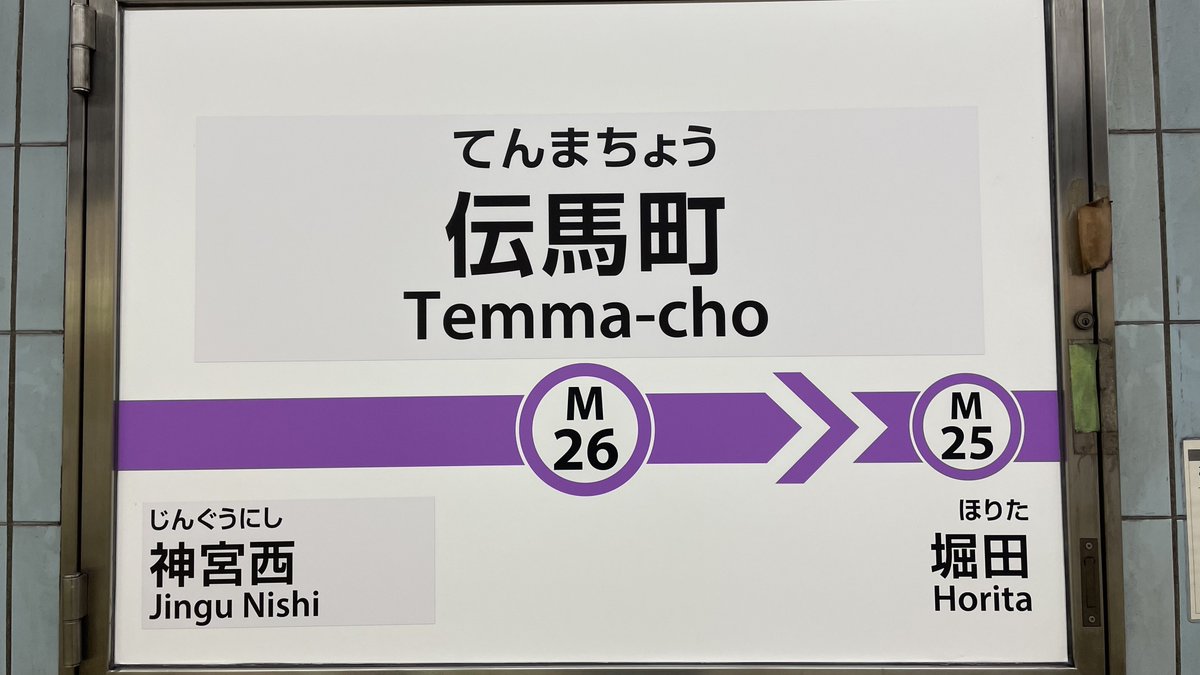 てんまちょう
伝馬町
Temma-cho
M
26
M
25
じんぐうにし
神宮西
Jingu Nishi
ほりた
堀田
Horita